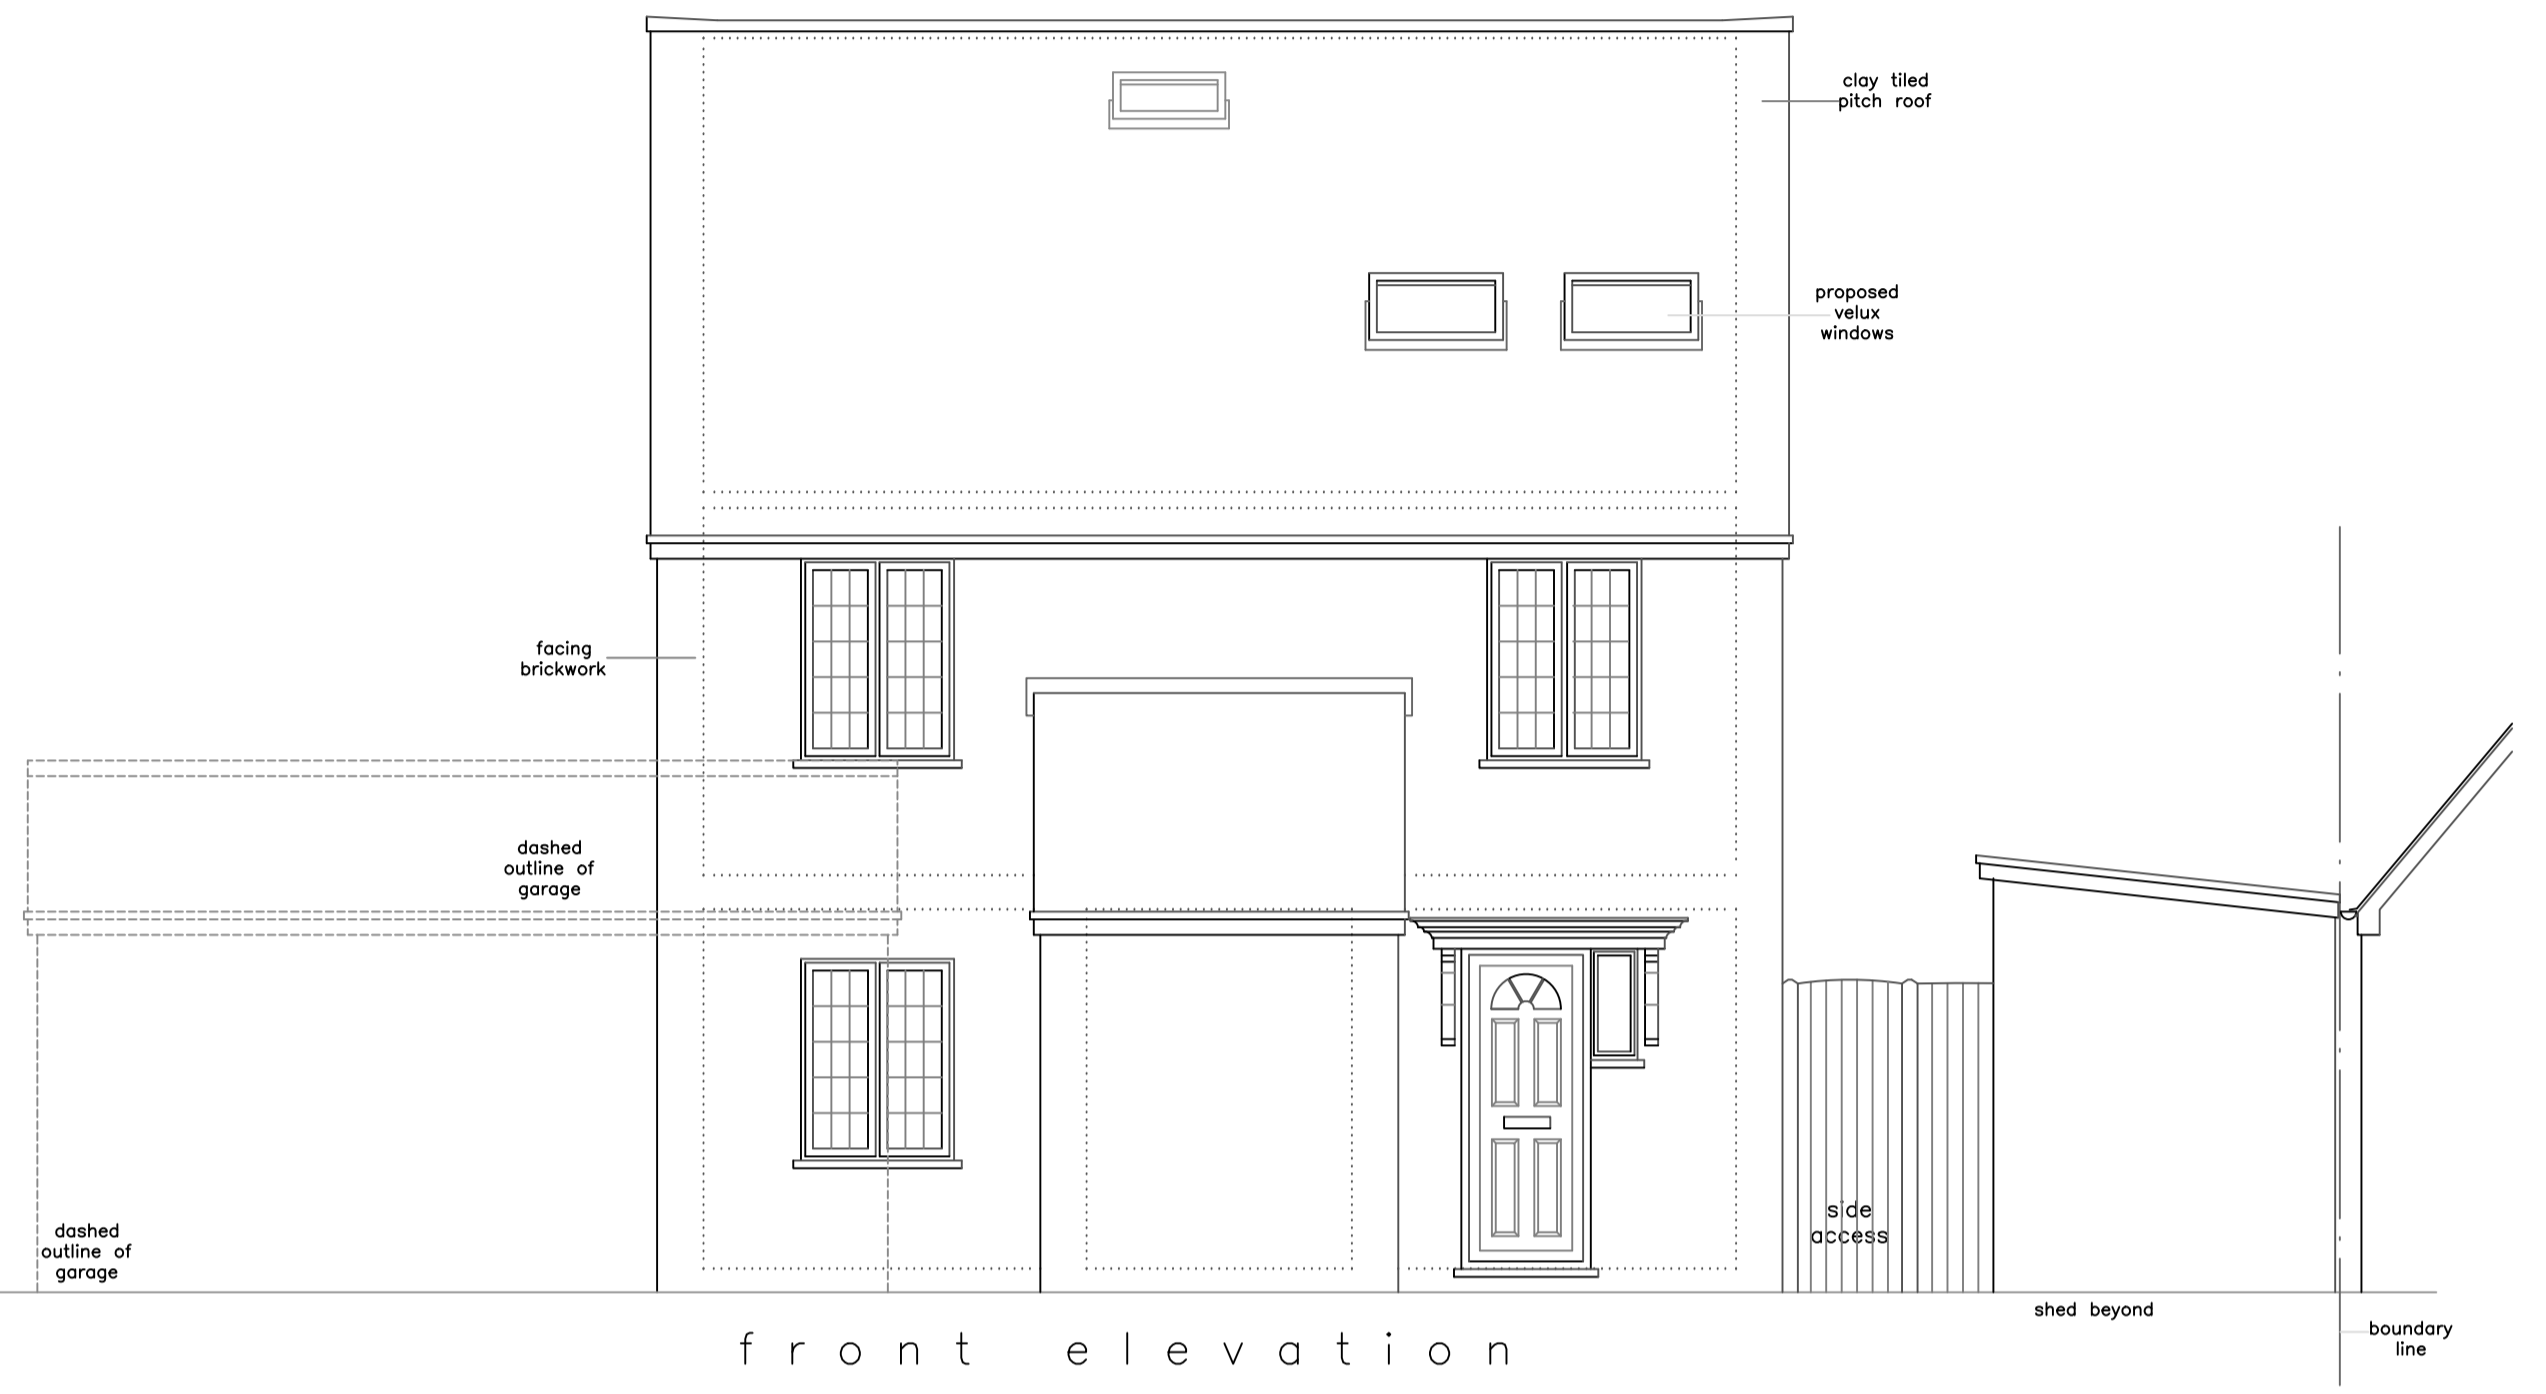 clay tiled
pitch roof
proposed
velux
windows
facing
brickwork
dashed
outline of
garage
dashed
outline of
garage
side
access
shed beyond
boundary
line
front elevation